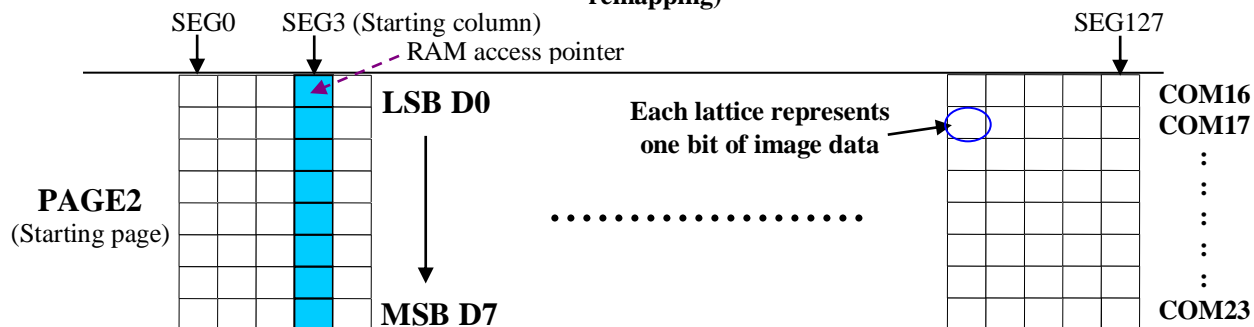 remapping)
SEG0 SEG3 (Starting column) SEG127
RAM access pointer
LSB D0
Each lattice represents
one bit of image data
COM16
COM17
:
:
:
:
:
PAGE2
(Starting page)
.....................
MSB D7
COM23